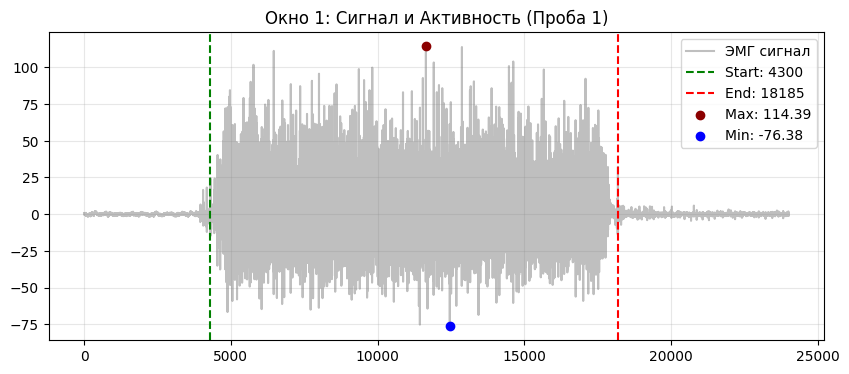 Окно 1: Сигнал и Активность (Проба 1)
ЭМГ сигнал
Start: 4300
End: 18185
Max: 114.39
Min: -76.38
100
75
50
25
0
−25
−50
−75
0 5000 10000 15000 20000 25000